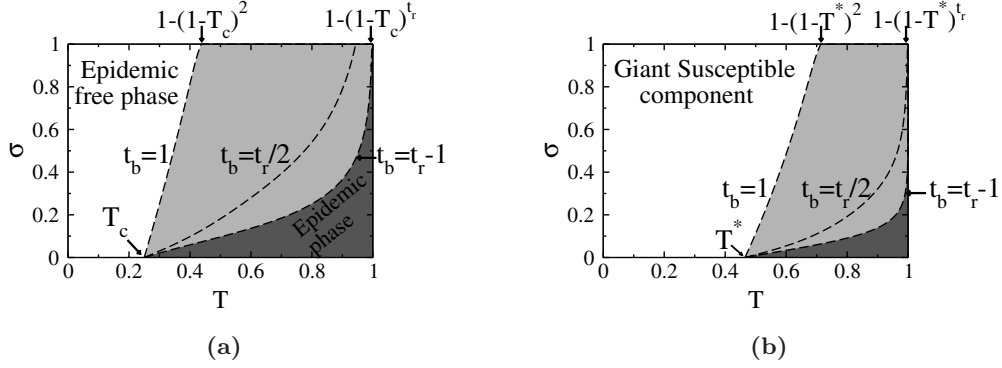 1-(1-T_c)^2
1-(1-T_c)^{t_r}
1
0.8
0.6
0.4
0.2
0
σ
Epidemic
free phase
t_b=1
t_b=t_r/2
t_b=t_r-1
T_c
Epidemic
phase
0
0.2
0.4
0.6
0.8
1
T
(a)
1-(1-T^*)^2
1-(1-T^*)^{t_r}
1
0.8
0.6
0.4
0.2
0
σ
Giant Susceptible
component
t_b=1
t_b=t_r/2
t_b=t_r-1
T^*
0
0.2
0.4
0.6
0.8
1
T
(b)